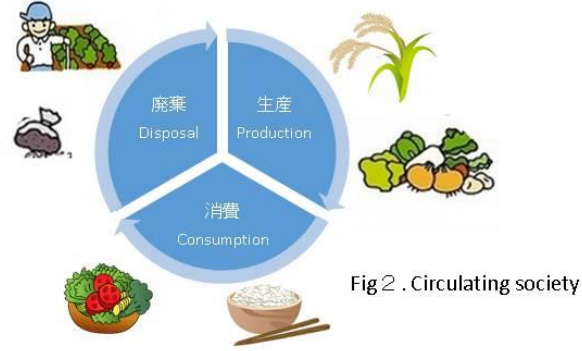 廃棄
Disposal
生産
Production
消費
Consumption
Fig２. Circulating society